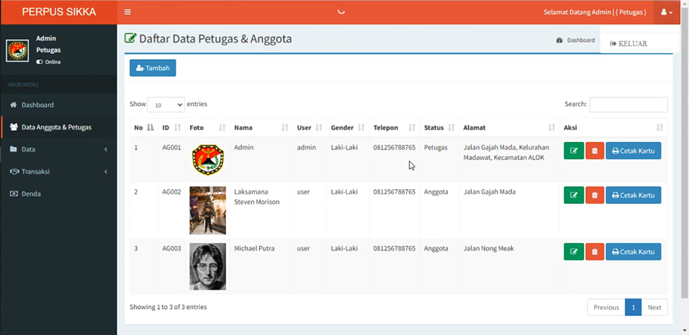 PERPUS SIKKA
Selamat Datang Admin | ( Petugas )
Admin
Petugas
Online
MAIN MENU
Dashboard
Data Anggota & Petugas
Data
Transaksi
Denda
Daftar Data Petugas & Anggota
Dashboard
KELUAR
Tambah
Show 10 entries
Search:
No ID Foto Nama User Gender Telepon Status Alamat Aksi
1 AG001 Admin admin Laki-Laki 081256788765 Petugas Jalan Gajah Mada, Kelurahan
Madawat, Kecamatan ALOK
Cetak Kartu
2 AG002 Laksamana
Steven Morison
user Laki-Laki 081256788765 Anggota Jalan Gajah Mada
Cetak Kartu
3 AG003 Michael Putra user Laki-Laki 081256788765 Anggota Jalan Nong Meak
Cetak Kartu
Showing 1 to 3 of 3 entries
Previous 1 Next